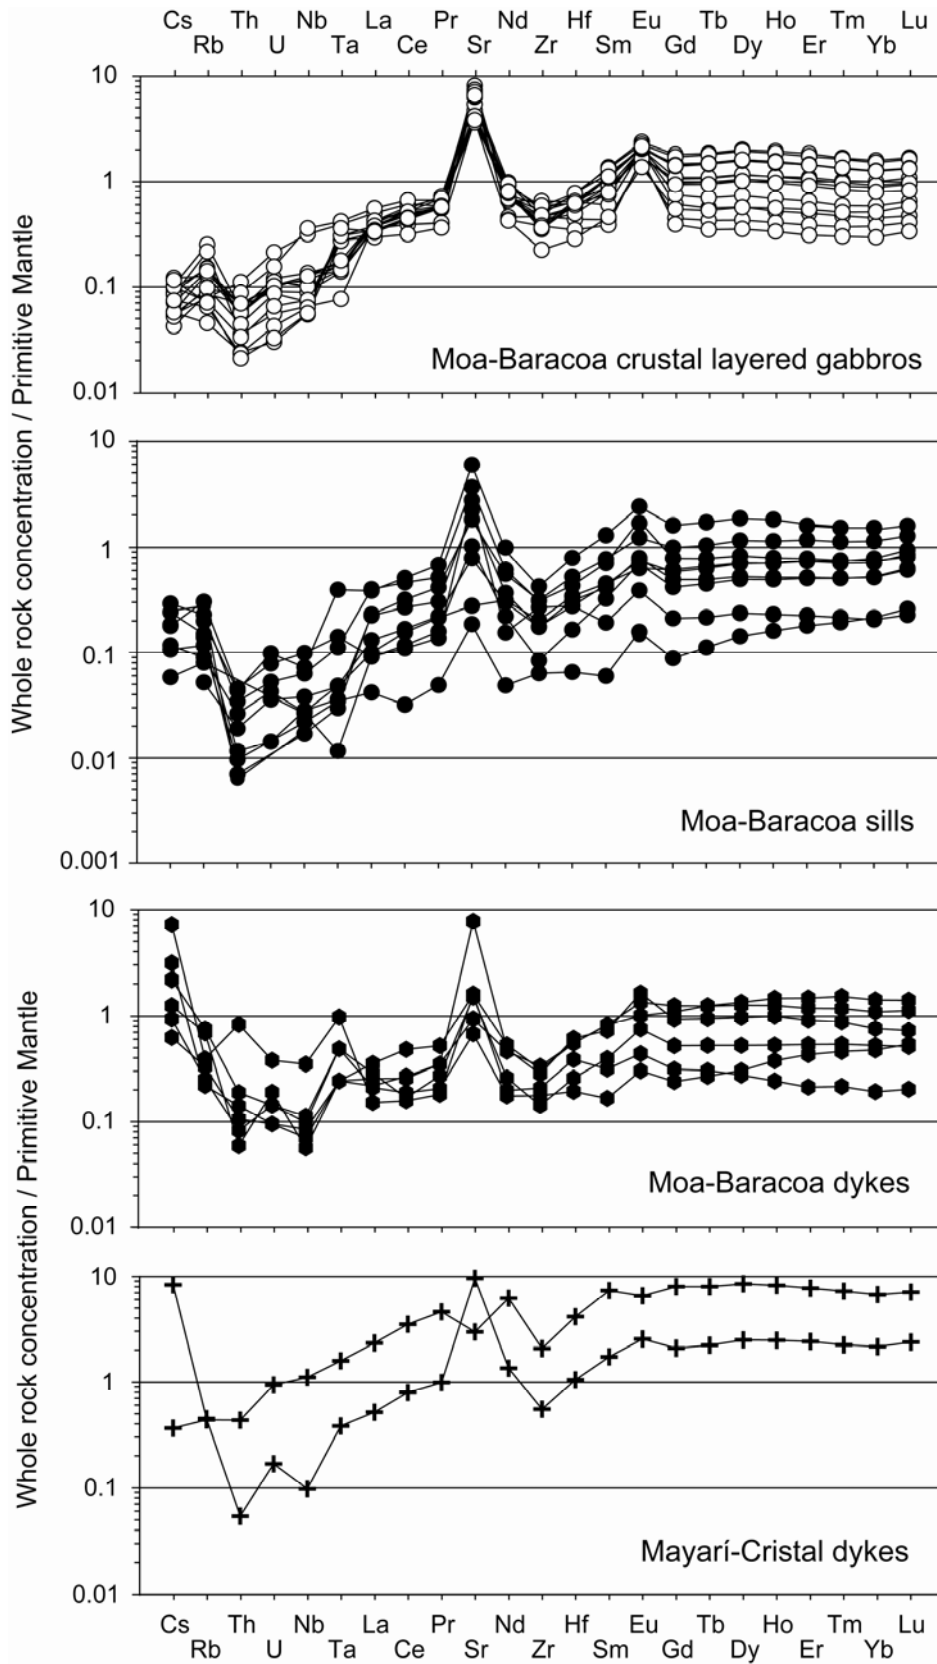 Cs Th Nb La Pr Nd Hf Eu Tb Ho Tm Lu
Rb U Ta Ce Sr Zr Sm Gd Dy Er Yb
Whole rock concentration / Primitive Mantle
10
1
0.1
0.01
Moa-Baracoa crustal layered gabbros
10
1
0.1
0.01
0.001
Moa-Baracoa sills
Whole rock concentration / Primitive Mantle
10
1
0.1
0.01
Moa-Baracoa dykes
10
1
0.1
0.01
Mayarí-Cristal dykes
Cs Th Nb La Pr Nd Hf Eu Tb Ho Tm Lu
Rb U Ta Ce Sr Zr Sm Gd Dy Er Yb